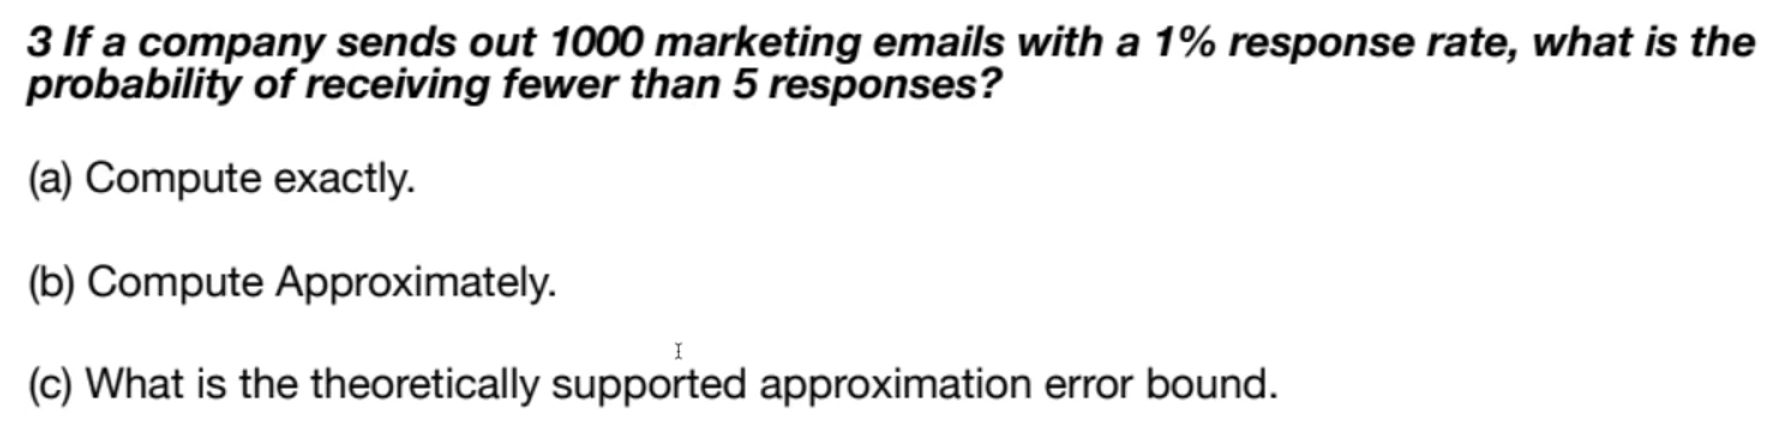 3 If a company sends out 1000 marketing emails with a 1% response rate, what is the
probability of receiving fewer than 5 responses?
(a) Compute exactly.
(b) Compute Approximately.
(c) What is the theoretically supported approximation error bound.